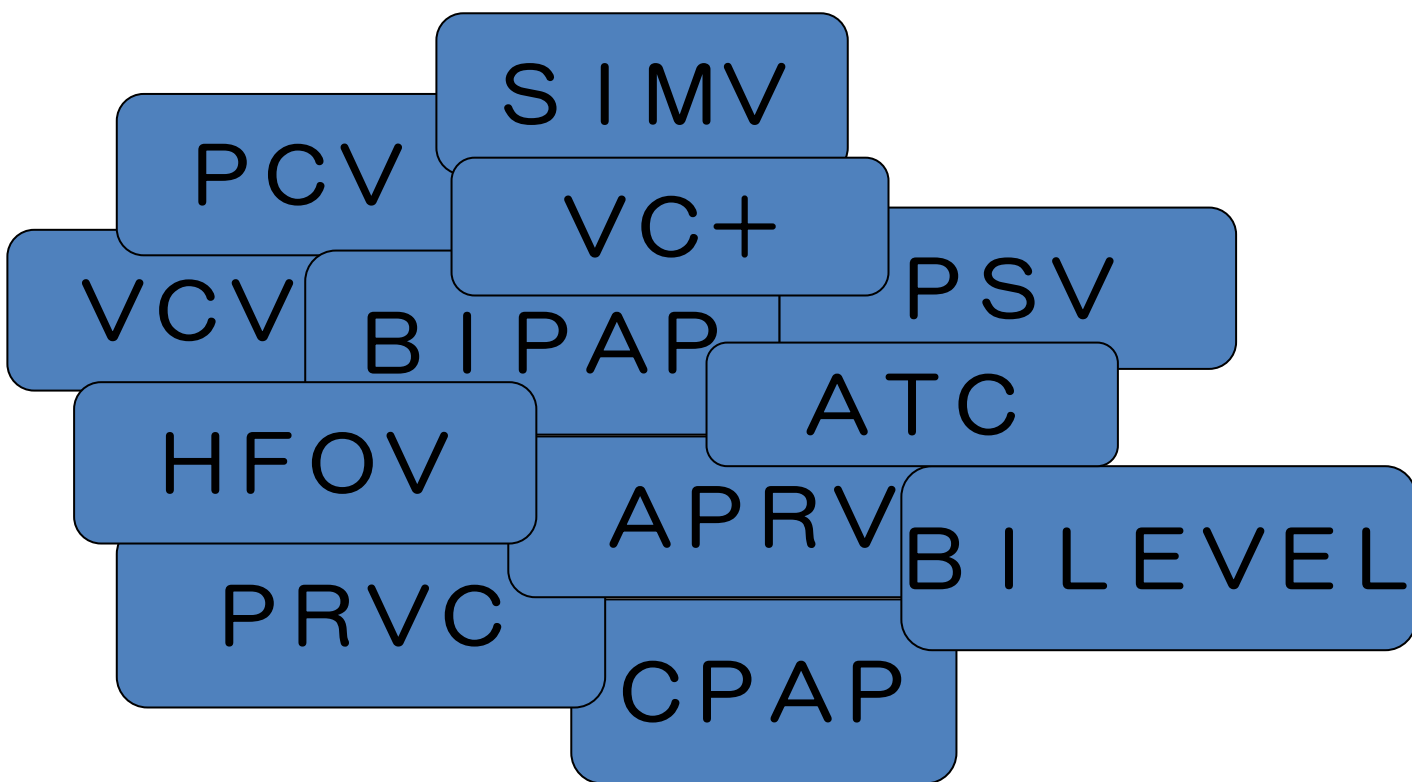 SIMV
PCV
VC+
PSV
VCV
BIPAP
ATC
HFOV
APRV
BILEVEL
PRVC
CPAP